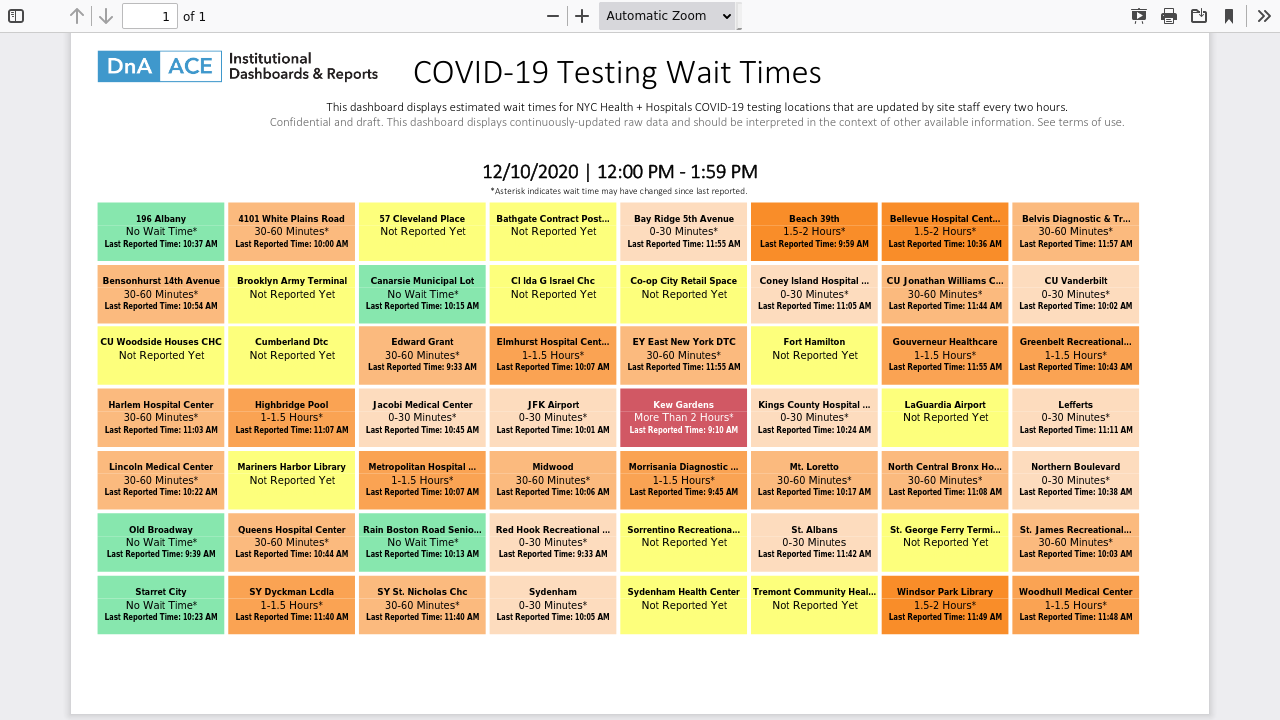 1 of 1
Automatic Zoom
DnA ACE Institutional
Dashboards & Reports
COVID-19 Testing Wait Times
This dashboard displays estimated wait times for NYC Health + Hospitals COVID-19 testing locations that are updated by site staff every two hours.
Confidential and draft. This dashboard displays continuously-updated raw data and should be interpreted in the context of other available information. See terms of use.
12/10/2020 | 12:00 PM - 1:59 PM
*Asterisk indicates wait time may have changed since last reported.
196 Albany
No Wait Time*
Last Reported Time: 10:37 AM
4101 White Plains Road
30-60 Minutes*
Last Reported Time: 10:00 AM
57 Cleveland Place
Not Reported Yet
Bathgate Contract Post...
Not Reported Yet
Bay Ridge 5th Avenue
0-30 Minutes*
Last Reported Time: 11:55 AM
Beach 39th
1.5-2 Hours*
Last Reported Time: 9:59 AM
Bellevue Hospital Cent...
1.5-2 Hours*
Last Reported Time: 10:36 AM
Belvis Diagnostic & Tr...
30-60 Minutes*
Last Reported Time: 11:57 AM
Bensonhurst 14th Avenue
30-60 Minutes*
Last Reported Time: 10:54 AM
Brooklyn Army Terminal
Not Reported Yet
Canarsie Municipal Lot
No Wait Time*
Last Reported Time: 10:15 AM
Cl Ida G Israel Chc
Not Reported Yet
Co-op City Retail Space
Not Reported Yet
Coney Island Hospital ...
0-30 Minutes*
Last Reported Time: 11:05 AM
CU Jonathan Williams C...
30-60 Minutes*
Last Reported Time: 11:44 AM
CU Vanderbilt
0-30 Minutes*
Last Reported Time: 10:02 AM
CU Woodside Houses CHC
Not Reported Yet
Cumberland Dtc
Not Reported Yet
Edward Grant
30-60 Minutes*
Last Reported Time: 9:33 AM
Elmhurst Hospital Cent...
1-1.5 Hours*
Last Reported Time: 10:07 AM
EY East New York DTC
30-60 Minutes*
Last Reported Time: 11:55 AM
Fort Hamilton
Not Reported Yet
Gouverneur Healthcare
1-1.5 Hours*
Last Reported Time: 11:55 AM
Greenbelt Recreational...
1-1.5 Hours*
Last Reported Time: 10:43 AM
Harlem Hospital Center
30-60 Minutes*
Last Reported Time: 11:03 AM
Highbridge Pool
1-1.5 Hours*
Last Reported Time: 11:07 AM
Jacobi Medical Center
0-30 Minutes*
Last Reported Time: 10:45 AM
JFK Airport
0-30 Minutes*
Last Reported Time: 10:01 AM
Kew Gardens
More Than 2 Hours*
Last Reported Time: 9:10 AM
Kings County Hospital ...
0-30 Minutes*
Last Reported Time: 10:24 AM
LaGuardia Airport
Not Reported Yet
Lefferts
0-30 Minutes*
Last Reported Time: 11:11 AM
Lincoln Medical Center
30-60 Minutes*
Last Reported Time: 10:22 AM
Mariners Harbor Library
Not Reported Yet
Metropolitan Hospital ...
1-1.5 Hours*
Last Reported Time: 10:07 AM
Midwood
30-60 Minutes*
Last Reported Time: 10:06 AM
Morrisania Diagnostic ...
1-1.5 Hours*
Last Reported Time: 9:45 AM
Mt. Loretto
30-60 Minutes*
Last Reported Time: 10:17 AM
North Central Bronx Ho...
30-60 Minutes*
Last Reported Time: 11:08 AM
Northern Boulevard
0-30 Minutes*
Last Reported Time: 10:38 AM
Old Broadway
No Wait Time*
Last Reported Time: 9:39 AM
Queens Hospital Center
30-60 Minutes*
Last Reported Time: 10:44 AM
Rain Boston Road Senio...
No Wait Time*
Last Reported Time: 10:13 AM
Red Hook Recreational ...
0-30 Minutes*
Last Reported Time: 9:33 AM
Sorrentino Recreationa...
Not Reported Yet
St. Albans
0-30 Minutes
Last Reported Time: 11:42 AM
St. George Ferry Termi...
Not Reported Yet
St. James Recreational...
30-60 Minutes*
Last Reported Time: 10:03 AM
Starret City
No Wait Time*
Last Reported Time: 10:23 AM
SY Dyckman Lcdla
1-1.5 Hours*
Last Reported Time: 11:40 AM
SY St. Nicholas Chc
30-60 Minutes*
Last Reported Time: 11:40 AM
Sydenham
0-30 Minutes*
Last Reported Time: 10:05 AM
Sydenham Health Center
Not Reported Yet
Tremont Community Heal...
Not Reported Yet
Windsor Park Library
1.5-2 Hours*
Last Reported Time: 11:49 AM
Woodhull Medical Center
1-1.5 Hours*
Last Reported Time: 11:48 AM